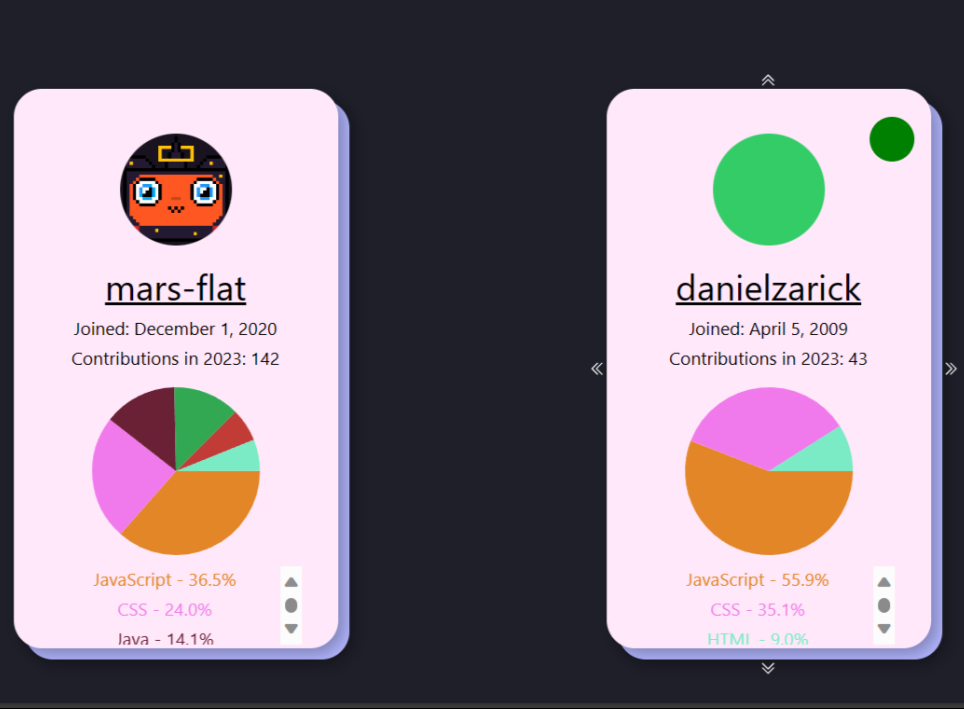 mars-flat
Joined: December 1, 2020
Contributions in 2023: 142
JavaScript - 36.5%
CSS - 24.0%
Java - 14.1%
danielzarick
Joined: April 5, 2009
Contributions in 2023: 43
JavaScript - 55.9%
CSS - 35.1%
HTML - 9.0%